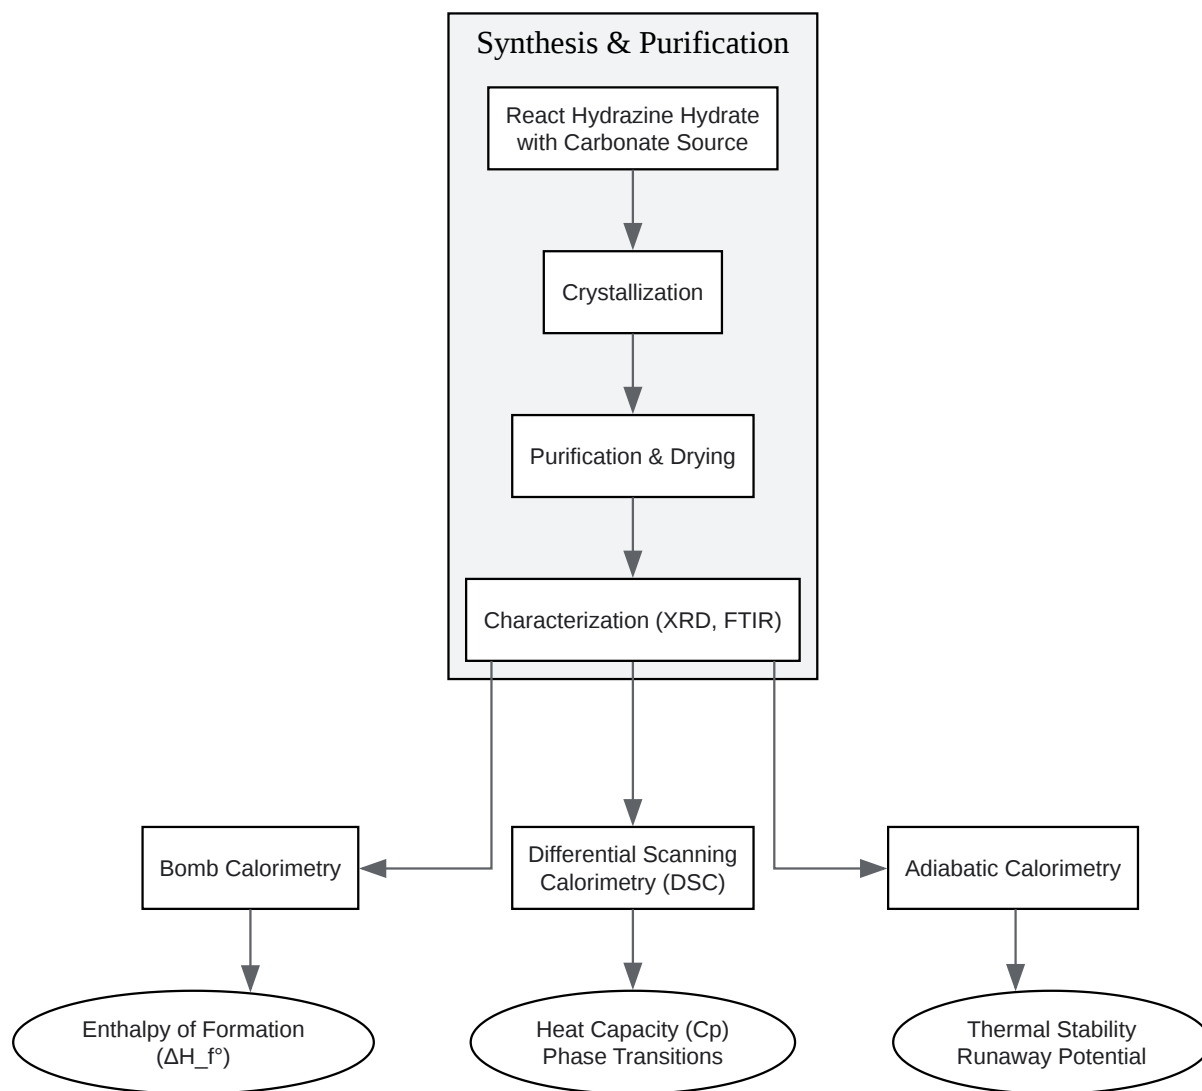 Synthesis & Purification
React Hydrazine Hydrate
with Carbonate Source
Crystallization
Purification & Drying
Characterization (XRD, FTIR)
Bomb Calorimetry
Differential Scanning
Calorimetry (DSC)
Adiabatic Calorimetry
Enthalpy of Formation
(ΔH_f°)
Heat Capacity (Cp)
Phase Transitions
Thermal Stability
Runaway Potential